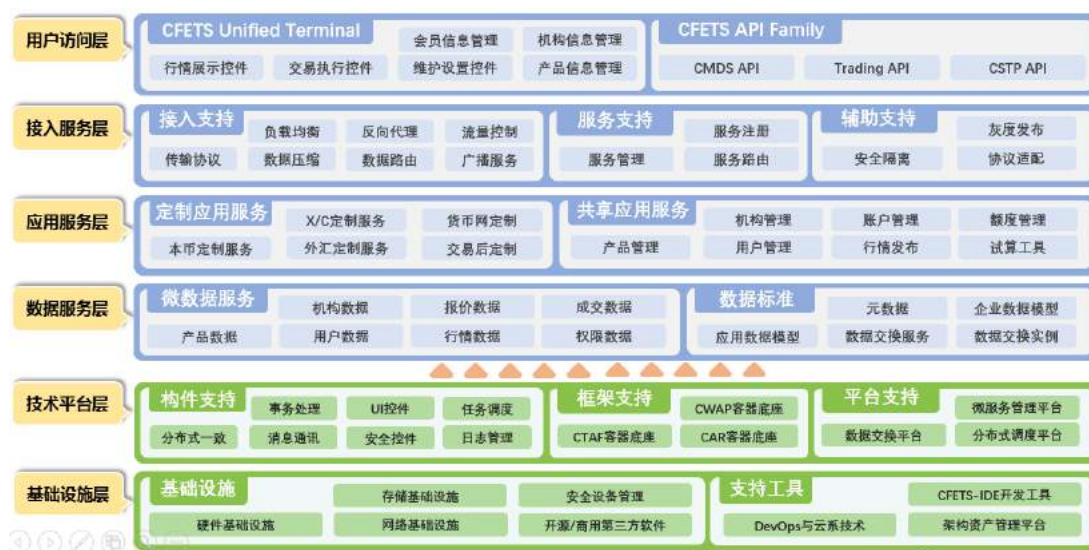 用户访问层
CFETS Unified Terminal
会员信息管理
机构信息管理
行情展示控件
交易执行控件
维护设置控件
产品信息管理
CFETS API Family
CMDS API
Trading API
CSTP API
接入服务层
接入支持
负载均衡
反向代理
流量控制
传输协议
数据压缩
数据路由
广播服务
服务支持
服务注册
服务管理
服务路由
辅助支持
灰度发布
安全隔离
协议适配
应用服务层
定制应用服务
X/C定制服务
货币网定制
本币定制服务
外汇定制服务
交易后定制
共享应用服务
机构管理
账户管理
额度管理
产品管理
用户管理
行情发布
试算工具
数据服务层
微数据服务
机构数据
报价数据
成交数据
产品数据
用户数据
行情数据
权限数据
数据标准
元数据
企业数据模型
应用数据模型
数据交换服务
数据交换实例
技术平台层
构件支持
事务处理
UI控件
任务调度
分布式一致
消息通讯
安全控件
日志管理
框架支持
CWAP容器底座
CTAF容器底座
CAR容器底座
平台支持
微服务管理平台
数据交换平台
分布式调度平台
基础设施层
基础设施
存储基础设施
安全设备管理
硬件基础设施
网络基础设施
开源/商用第三方软件
支持工具
CFETS-IDE开发工具
DevOps与云系技术
架构资产管理平台